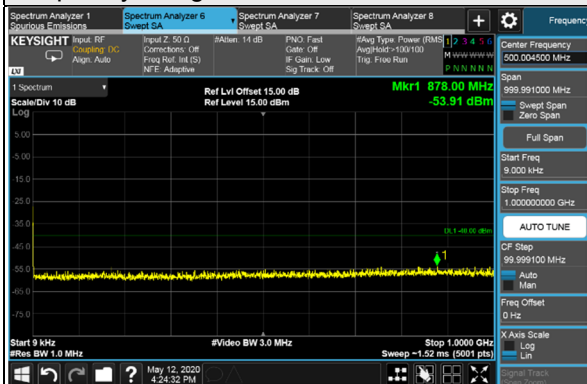 Spectrum Analyzer 1
Spurious Emissions
Spectrum Analyzer 6
Swept SA
Spectrum Analyzer 7
Swept SA
Spectrum Analyzer 8
Swept SA
+
Frequency
KEYSIGHT
Input: RF
Coupling: DC
Align: Auto
Input Z: 50 Ω
Corrections: Off
Freq Ref: Int (S)
NFE: Adaptive
#Atten: 14 dB
PNO: Fast
Gate: Off
IF Gain: Low
Sig Track: Off
#Avg Type: Power (RMS
Avg|Hold:>100/100
Trig: Free Run
1 2 3 4 5 6
M W W W W W
P N N N N N
LXI
1 Spectrum
Scale/Div 10 dB
Log
Ref Lvl Offset 15.00 dB
Ref Level 15.00 dBm
Mkr1 878.00 MHz
-53.91 dBm
5.00
-5.00
-15.0
-25.0
-35.0
-45.0
-55.0
-65.0
-75.0
DL1 -40.00 dBm
1
Start 9 kHz
#Res BW 1.0 MHz
#Video BW 3.0 MHz
Stop 1.0000 GHz
Sweep ~1.52 ms (5001 pts)
May 12, 2020
4:24:32 PM
Center Frequency
500.004500 MHz
Span
999.991000 MHz
Swept Span
Zero Span
Full Span
Start Freq
9.000 kHz
Stop Freq
1.000000000 GHz
AUTO TUNE
CF Step
99.999100 MHz
Auto
Man
Freq Offset
0 Hz
X Axis Scale
Log
Lin
Signal Track